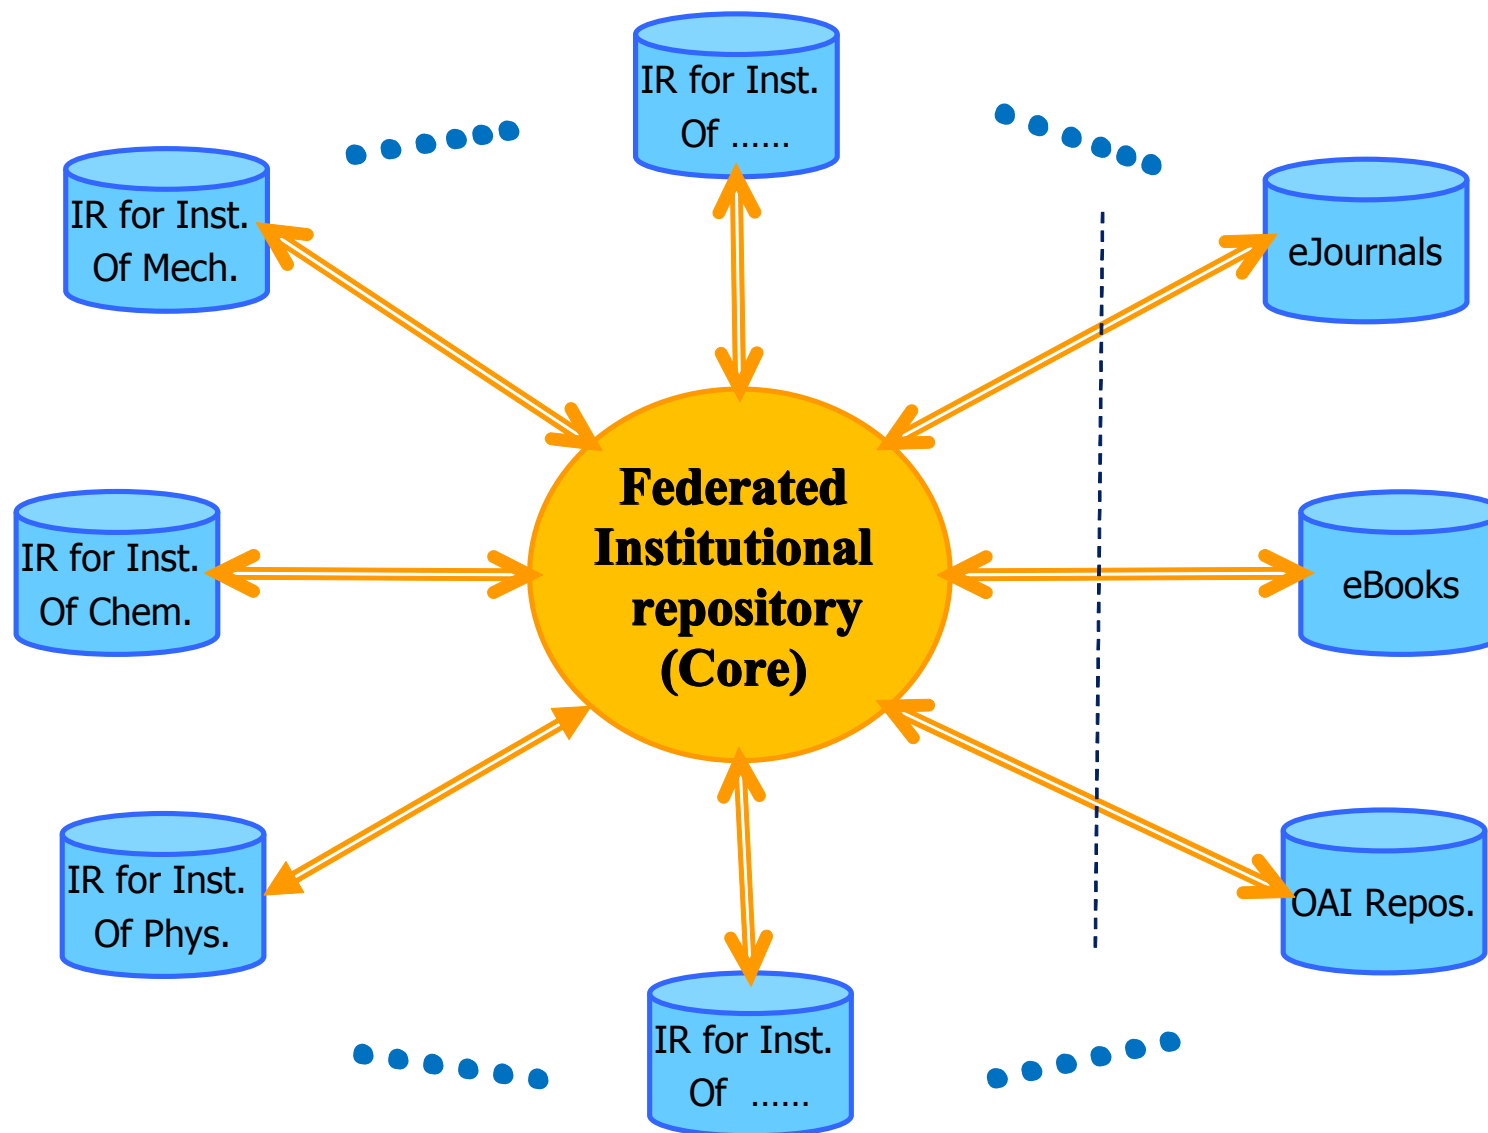 IR for Inst.
Of ......
IR for Inst.
Of Mech.
eJournals
Federated
Institutional
repository
(Core)
IR for Inst.
Of Chem.
eBooks
IR for Inst.
Of Phys.
OAI Repos.
IR for Inst.
Of ......